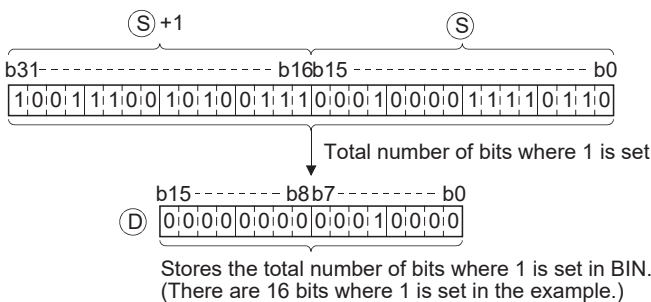 Ⓢ+1 Ⓢ
b31 b16b15 b0
1 0 0 1 1 1 0 0 1 0 1 0 0 1 1 1 0 0 0 1 0 0 0 0 1 1 1 1 0 1 1 0
Total number of bits where 1 is set
b15 b8b7 b0
Ⓓ 0 0 0 0 0 0 0 0 0 0 0 1 0 0 0 0
Stores the total number of bits where 1 is set in BIN.
(There are 16 bits where 1 is set in the example.)